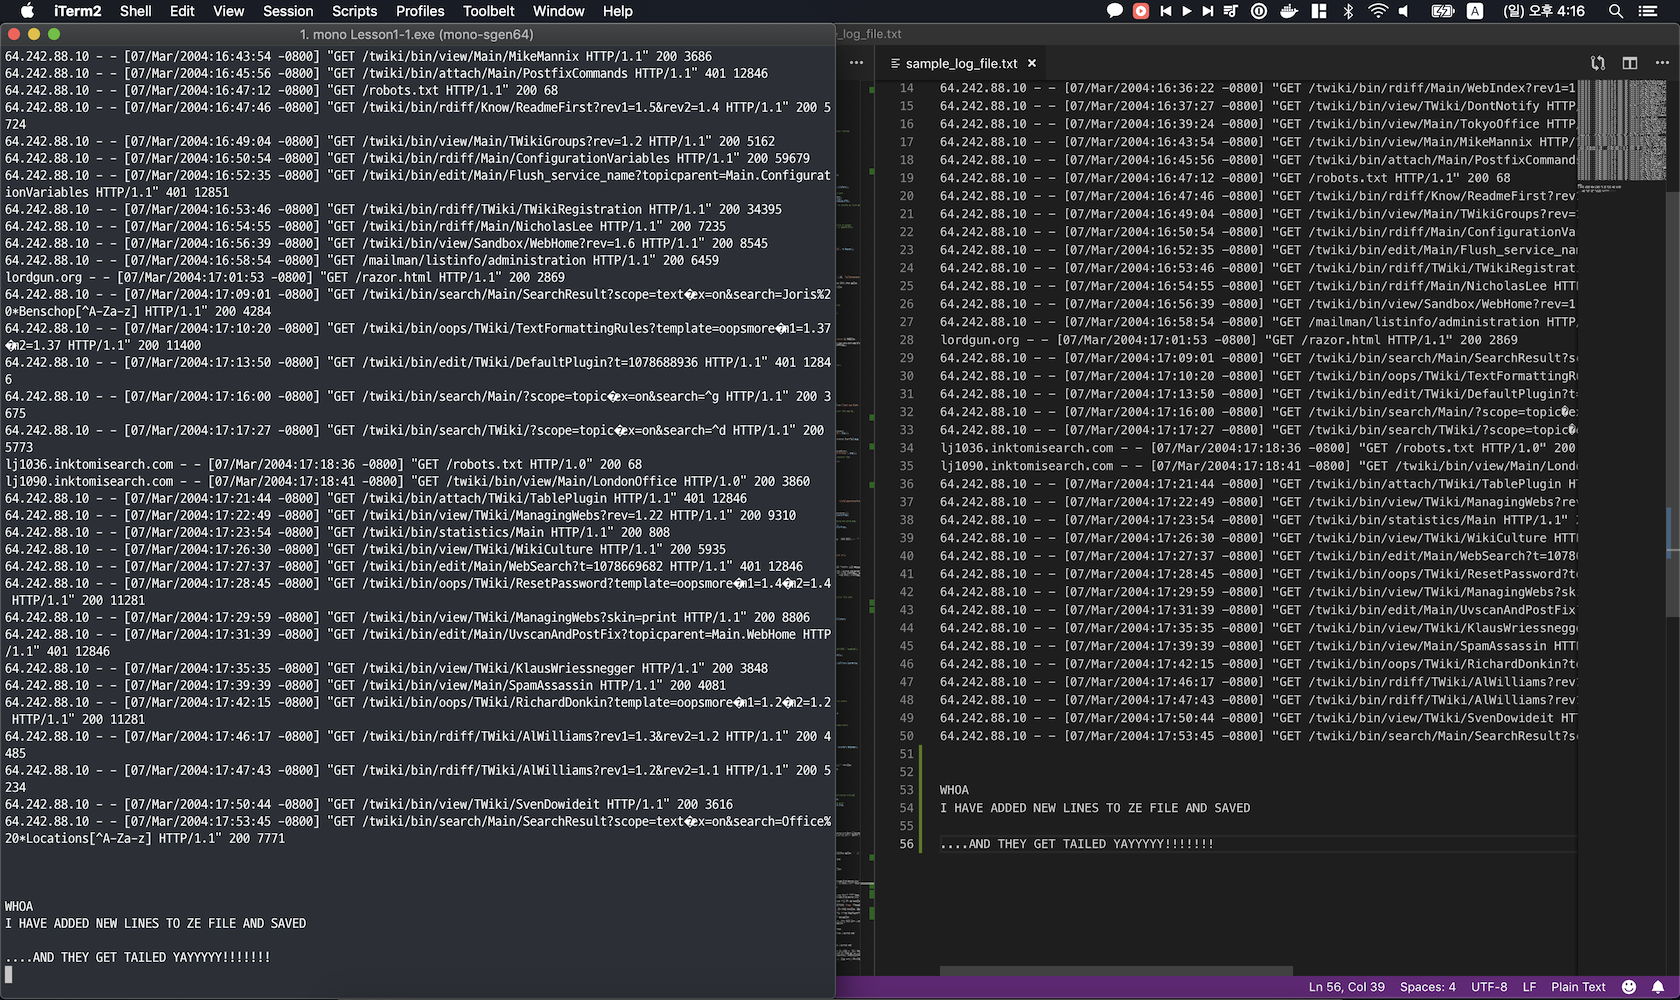 iTerm2 Shell Edit View Session Scripts Profiles Toolbelt Window Help
A (일) 오후 4:16
1. mono Lesson1-1.exe (mono-sgen64)
64.242.88.10 - - [07/Mar/2004:16:43:54 -0800] "GET /twiki/bin/view/Main/MikeMannix HTTP/1.1" 200 3686
64.242.88.10 - - [07/Mar/2004:16:45:56 -0800] "GET /twiki/bin/attach/Main/PostfixCommands HTTP/1.1" 401 12846
64.242.88.10 - - [07/Mar/2004:16:47:12 -0800] "GET /robots.txt HTTP/1.1" 200 68
64.242.88.10 - - [07/Mar/2004:16:47:46 -0800] "GET /twiki/bin/rdiff/Know/ReadmeFirst?rev1=1.5&rev2=1.4 HTTP/1.1" 200 5
724
64.242.88.10 - - [07/Mar/2004:16:49:04 -0800] "GET /twiki/bin/view/Main/TWikiGroups?rev=1.2 HTTP/1.1" 200 5162
64.242.88.10 - - [07/Mar/2004:16:50:54 -0800] "GET /twiki/bin/rdiff/Main/ConfigurationVariables HTTP/1.1" 200 59679
64.242.88.10 - - [07/Mar/2004:16:52:35 -0800] "GET /twiki/bin/edit/Main/Flush_service_name?topicparent=Main.Configurat
ionVariables HTTP/1.1" 401 12851
64.242.88.10 - - [07/Mar/2004:16:53:46 -0800] "GET /twiki/bin/rdiff/TWiki/TWikiRegistration HTTP/1.1" 200 34395
64.242.88.10 - - [07/Mar/2004:16:54:55 -0800] "GET /twiki/bin/rdiff/Main/NicholasLee HTTP/1.1" 200 7235
64.242.88.10 - - [07/Mar/2004:16:56:39 -0800] "GET /twiki/bin/view/Sandbox/WebHome?rev=1.6 HTTP/1.1" 200 8545
64.242.88.10 - - [07/Mar/2004:16:58:54 -0800] "GET /mailman/listinfo/administration HTTP/1.1" 200 6459
lordgun.org - - [07/Mar/2004:17:01:53 -0800] "GET /razor.html HTTP/1.1" 200 2869
64.242.88.10 - - [07/Mar/2004:17:09:01 -0800] "GET /twiki/bin/search/Main/SearchResult?scope=text�ex=on&search=Joris%2
0*Benschop[^A-Za-z] HTTP/1.1" 200 4284
64.242.88.10 - - [07/Mar/2004:17:10:20 -0800] "GET /twiki/bin/oops/TWiki/TextFormattingRules?template=oopsmore�m1=1.37
�m2=1.37 HTTP/1.1" 200 11400
64.242.88.10 - - [07/Mar/2004:17:13:50 -0800] "GET /twiki/bin/edit/TWiki/DefaultPlugin?t=1078688936 HTTP/1.1" 401 1284
6
64.242.88.10 - - [07/Mar/2004:17:16:00 -0800] "GET /twiki/bin/search/Main/?scope=topic�ex=on&search=^g HTTP/1.1" 200 3
675
64.242.88.10 - - [07/Mar/2004:17:17:27 -0800] "GET /twiki/bin/search/TWiki/?scope=topic�ex=on&search=^d HTTP/1.1" 200
5773
lj1036.inktomisearch.com - - [07/Mar/2004:17:18:36 -0800] "GET /robots.txt HTTP/1.0" 200 68
lj1090.inktomisearch.com - - [07/Mar/2004:17:18:41 -0800] "GET /twiki/bin/view/Main/LondonOffice HTTP/1.0" 200 3860
64.242.88.10 - - [07/Mar/2004:17:21:44 -0800] "GET /twiki/bin/attach/TWiki/TablePlugin HTTP/1.1" 401 12846
64.242.88.10 - - [07/Mar/2004:17:22:49 -0800] "GET /twiki/bin/view/TWiki/ManagingWebs?rev=1.22 HTTP/1.1" 200 9310
64.242.88.10 - - [07/Mar/2004:17:23:54 -0800] "GET /twiki/bin/statistics/Main HTTP/1.1" 200 808
64.242.88.10 - - [07/Mar/2004:17:26:30 -0800] "GET /twiki/bin/view/TWiki/WikiCulture HTTP/1.1" 200 5935
64.242.88.10 - - [07/Mar/2004:17:27:37 -0800] "GET /twiki/bin/edit/Main/WebSearch?t=1078669682 HTTP/1.1" 401 12846
64.242.88.10 - - [07/Mar/2004:17:28:45 -0800] "GET /twiki/bin/oops/TWiki/ResetPassword?template=oopsmore�m1=1.4�m2=1.4
HTTP/1.1" 200 11281
64.242.88.10 - - [07/Mar/2004:17:29:59 -0800] "GET /twiki/bin/view/TWiki/ManagingWebs?skin=print HTTP/1.1" 200 8806
64.242.88.10 - - [07/Mar/2004:17:31:39 -0800] "GET /twiki/bin/edit/Main/UvscanAndPostFix?topicparent=Main.WebHome HTTP
/1.1" 401 12846
64.242.88.10 - - [07/Mar/2004:17:35:35 -0800] "GET /twiki/bin/view/TWiki/KlausWriessnegger HTTP/1.1" 200 3848
64.242.88.10 - - [07/Mar/2004:17:39:39 -0800] "GET /twiki/bin/view/Main/SpamAssassin HTTP/1.1" 200 4081
64.242.88.10 - - [07/Mar/2004:17:42:15 -0800] "GET /twiki/bin/oops/TWiki/RichardDonkin?template=oopsmore�m1=1.2�m2=1.2
HTTP/1.1" 200 11281
64.242.88.10 - - [07/Mar/2004:17:46:17 -0800] "GET /twiki/bin/rdiff/TWiki/AlWilliams?rev1=1.3&rev2=1.2 HTTP/1.1" 200 4
485
64.242.88.10 - - [07/Mar/2004:17:47:43 -0800] "GET /twiki/bin/rdiff/TWiki/AlWilliams?rev1=1.2&rev2=1.1 HTTP/1.1" 200 5
234
64.242.88.10 - - [07/Mar/2004:17:50:44 -0800] "GET /twiki/bin/view/TWiki/SvenDowideit HTTP/1.1" 200 3616
64.242.88.10 - - [07/Mar/2004:17:53:45 -0800] "GET /twiki/bin/search/Main/SearchResult?scope=text�ex=on&search=Office%
20*Locations[^A-Za-z] HTTP/1.1" 200 7771
WHOA
I HAVE ADDED NEW LINES TO ZE FILE AND SAVED
....AND THEY GET TAILED YAYYYYY!!!!!!!
_log_file.txt
sample_log_file.txt
14 64.242.88.10 - - [07/Mar/2004:16:36:22 -0800] "GET /twiki/bin/rdiff/Main/WebIndex?rev1=1
15 64.242.88.10 - - [07/Mar/2004:16:37:27 -0800] "GET /twiki/bin/view/TWiki/DontNotify HTTP/
16 64.242.88.10 - - [07/Mar/2004:16:39:24 -0800] "GET /twiki/bin/view/Main/TokyoOffice HTTP
17 64.242.88.10 - - [07/Mar/2004:16:43:54 -0800] "GET /twiki/bin/view/Main/MikeMannix HTTP/
18 64.242.88.10 - - [07/Mar/2004:16:45:56 -0800] "GET /twiki/bin/attach/Main/PostfixCommands
19 64.242.88.10 - - [07/Mar/2004:16:47:12 -0800] "GET /robots.txt HTTP/1.1" 200 68
20 64.242.88.10 - - [07/Mar/2004:16:47:46 -0800] "GET /twiki/bin/rdiff/Know/ReadmeFirst?rev
21 64.242.88.10 - - [07/Mar/2004:16:49:04 -0800] "GET /twiki/bin/view/Main/TWikiGroups?rev=
22 64.242.88.10 - - [07/Mar/2004:16:50:54 -0800] "GET /twiki/bin/rdiff/Main/ConfigurationVa
23 64.242.88.10 - - [07/Mar/2004:16:52:35 -0800] "GET /twiki/bin/edit/Main/Flush_service_na
24 64.242.88.10 - - [07/Mar/2004:16:53:46 -0800] "GET /twiki/bin/rdiff/TWiki/TWikiRegistrat
25 64.242.88.10 - - [07/Mar/2004:16:54:55 -0800] "GET /twiki/bin/rdiff/Main/NicholasLee HTT
26 64.242.88.10 - - [07/Mar/2004:16:56:39 -0800] "GET /twiki/bin/view/Sandbox/WebHome?rev=1
27 64.242.88.10 - - [07/Mar/2004:16:58:54 -0800] "GET /mailman/listinfo/administration HTTP/
28 lordgun.org - - [07/Mar/2004:17:01:53 -0800] "GET /razor.html HTTP/1.1" 200 2869
29 64.242.88.10 - - [07/Mar/2004:17:09:01 -0800] "GET /twiki/bin/search/Main/SearchResult?s
30 64.242.88.10 - - [07/Mar/2004:17:10:20 -0800] "GET /twiki/bin/oops/TWiki/TextFormattingRu
31 64.242.88.10 - - [07/Mar/2004:17:13:50 -0800] "GET /twiki/bin/edit/TWiki/DefaultPlugin?t=
32 64.242.88.10 - - [07/Mar/2004:17:16:00 -0800] "GET /twiki/bin/search/Main/?scope=topic�e
33 64.242.88.10 - - [07/Mar/2004:17:17:27 -0800] "GET /twiki/bin/search/TWiki/?scope=topic�
34 lj1036.inktomisearch.com - - [07/Mar/2004:17:18:36 -0800] "GET /robots.txt HTTP/1.0" 200
35 lj1090.inktomisearch.com - - [07/Mar/2004:17:18:41 -0800] "GET /twiki/bin/view/Main/Lond
36 64.242.88.10 - - [07/Mar/2004:17:21:44 -0800] "GET /twiki/bin/attach/TWiki/TablePlugin H
37 64.242.88.10 - - [07/Mar/2004:17:22:49 -0800] "GET /twiki/bin/view/TWiki/ManagingWebs?rev
38 64.242.88.10 - - [07/Mar/2004:17:23:54 -0800] "GET /twiki/bin/statistics/Main HTTP/1.1"
39 64.242.88.10 - - [07/Mar/2004:17:26:30 -0800] "GET /twiki/bin/view/TWiki/WikiCulture HTT
40 64.242.88.10 - - [07/Mar/2004:17:27:37 -0800] "GET /twiki/bin/edit/Main/WebSearch?t=1078
41 64.242.88.10 - - [07/Mar/2004:17:28:45 -0800] "GET /twiki/bin/oops/TWiki/ResetPassword?t
42 64.242.88.10 - - [07/Mar/2004:17:29:59 -0800] "GET /twiki/bin/view/TWiki/ManagingWebs?sk
43 64.242.88.10 - - [07/Mar/2004:17:31:39 -0800] "GET /twiki/bin/edit/Main/UvscanAndPostFix
44 64.242.88.10 - - [07/Mar/2004:17:35:35 -0800] "GET /twiki/bin/view/TWiki/KlausWriessnegg
45 64.242.88.10 - - [07/Mar/2004:17:39:39 -0800] "GET /twiki/bin/view/Main/SpamAssassin HTT
46 64.242.88.10 - - [07/Mar/2004:17:42:15 -0800] "GET /twiki/bin/oops/TWiki/RichardDonkin?t
47 64.242.88.10 - - [07/Mar/2004:17:46:17 -0800] "GET /twiki/bin/rdiff/TWiki/AlWilliams?rev
48 64.242.88.10 - - [07/Mar/2004:17:47:43 -0800] "GET /twiki/bin/rdiff/TWiki/AlWilliams?rev
49 64.242.88.10 - - [07/Mar/2004:17:50:44 -0800] "GET /twiki/bin/view/TWiki/SvenDowideit HT
50 64.242.88.10 - - [07/Mar/2004:17:53:45 -0800] "GET /twiki/bin/search/Main/SearchResult?s
51
52
53 WHOA
54 I HAVE ADDED NEW LINES TO ZE FILE AND SAVED
55
56 ....AND THEY GET TAILED YAYYYYY!!!!!!!
Ln 56, Col 39 Spaces: 4 UTF-8 LF Plain Text